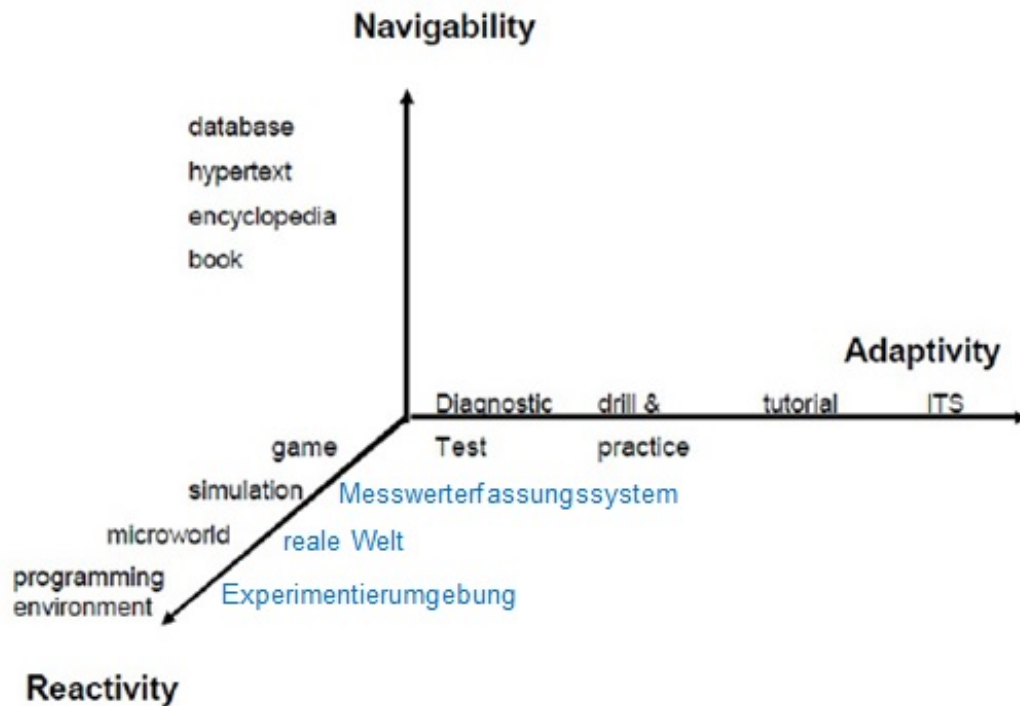 Navigability
database
hypertext
encyclopedia
book
Adaptivity
Diagnostic drill & tutorial ITS
game Test practice
simulation Messwerterfassungssystem
microworld reale Welt
programming
environment Experimentierumgebung
Reactivity